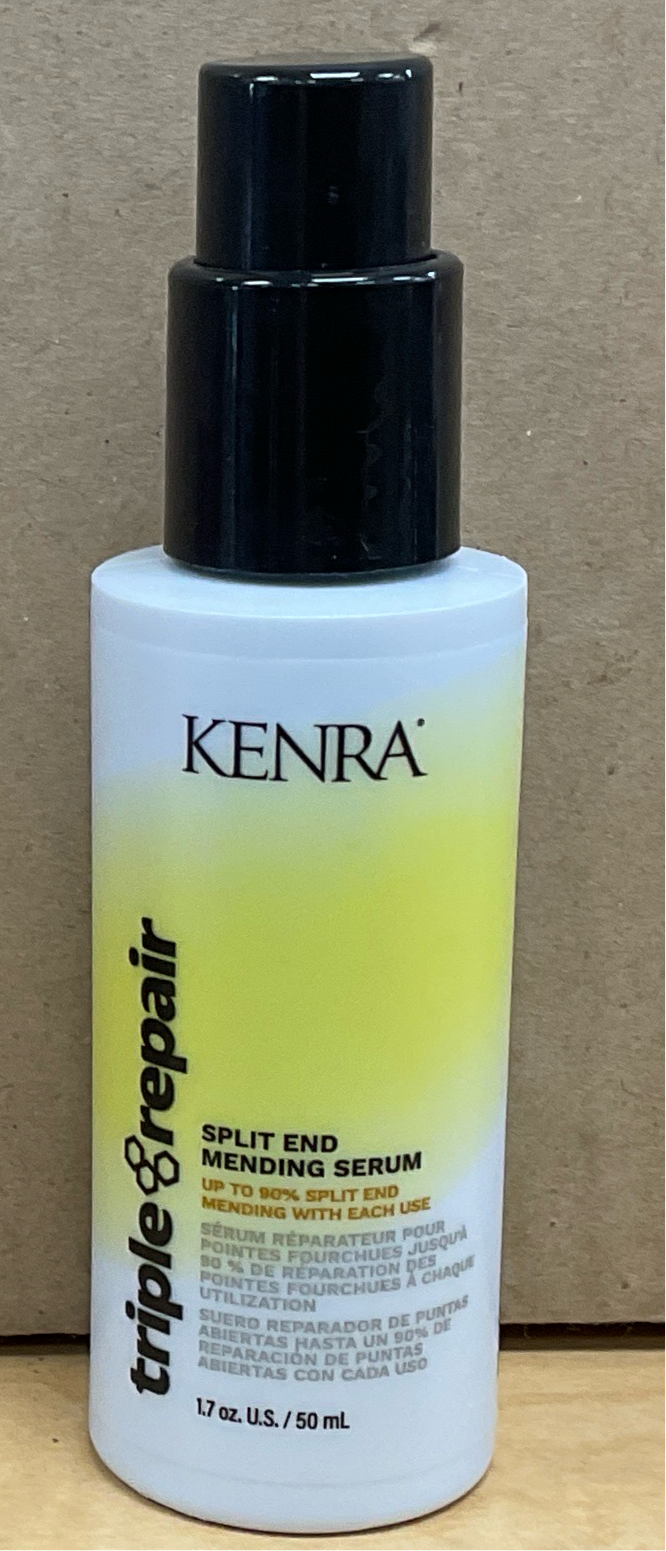 KENRA
triple repair
SPLIT END
MENDING SERUM
UP TO 90% SPLIT END
MENDING WITH EACH USE
SÉRUM RÉPARATEUR POUR
POINTES FOURCHUES JUSQU'À
90 % DE RÉPARATION DES
POINTES FOURCHUES À CHAQUE
UTILIZATION
SUERO REPARADOR DE PUNTAS
ABIERTAS HASTA UN 90% DE
REPARACIÓN DE PUNTAS
ABIERTAS CON CADA USO
1.7 oz. U.S. / 50 mL